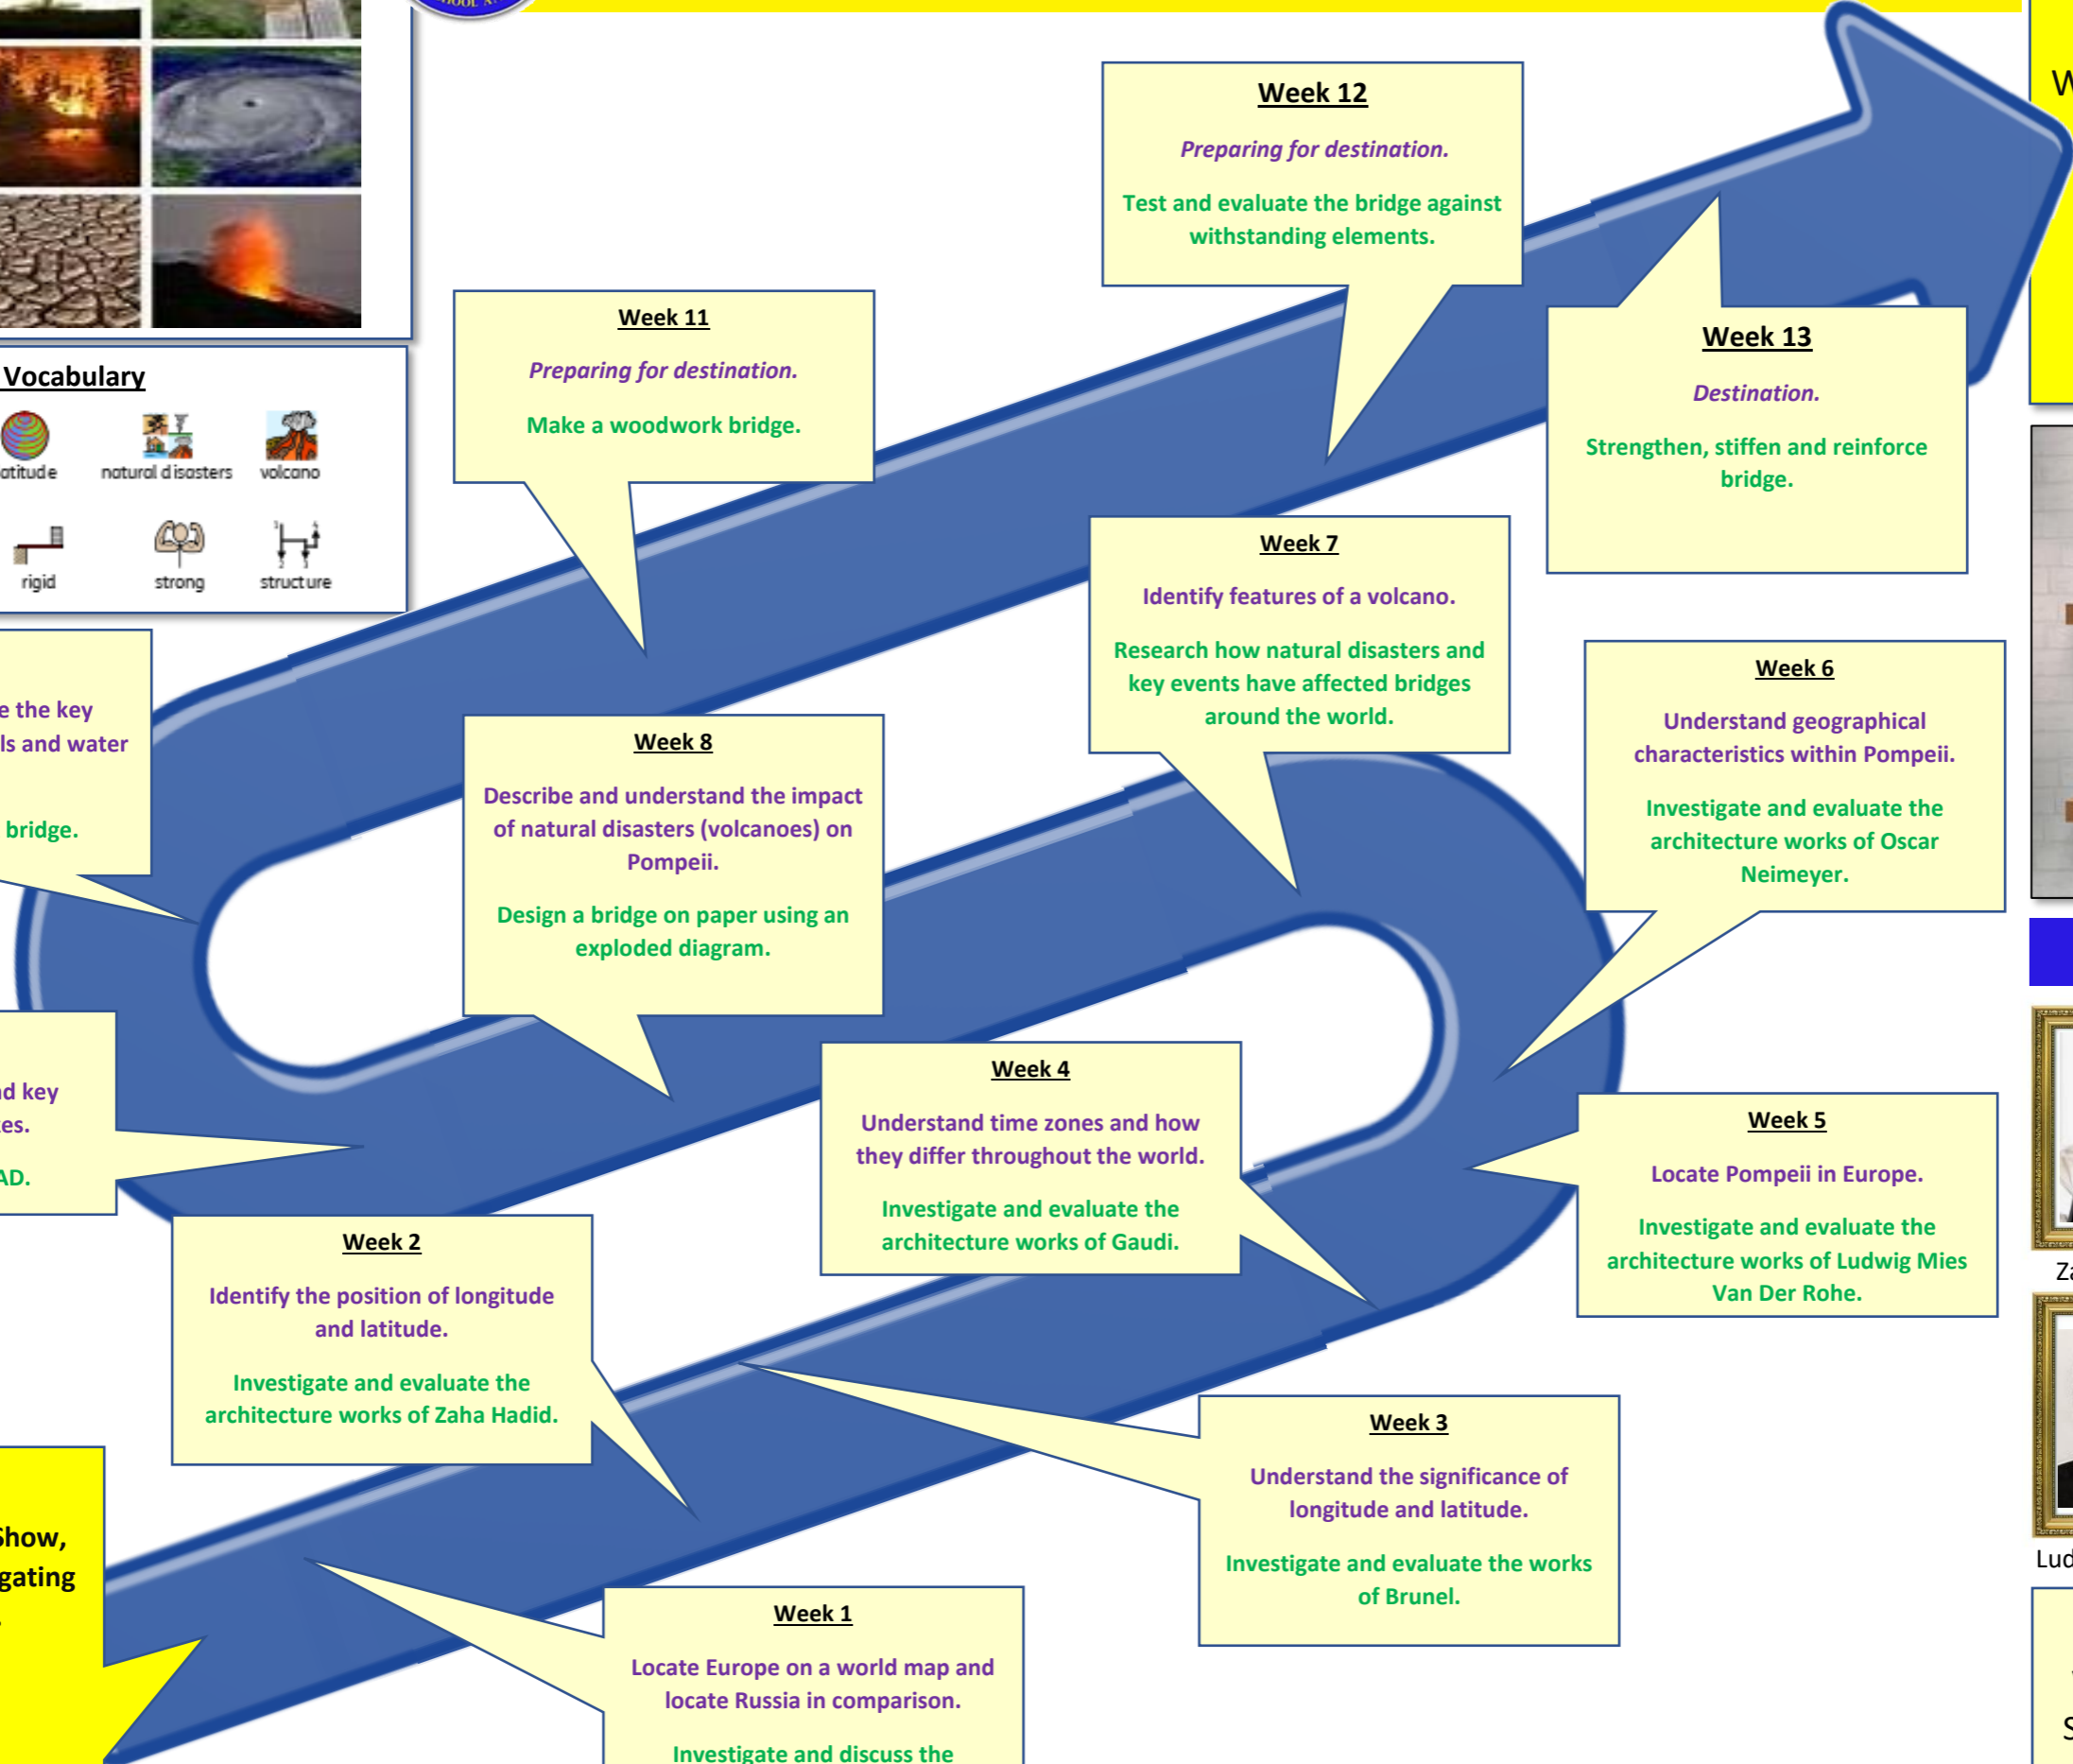 SCHOOL AN
Week 12
Preparing for destination.
Test and evaluate the bridge against
withstanding elements.
Week 11
Preparing for destination.
Make a woodwork bridge.
Week 13
Destination.
Strengthen, stiffen and reinforce
bridge.
Vocabulary
atitude
natural disasters
volcano
rigid
strong
structure
Week 7
Identify features of a volcano.
Research how natural disasters and
key events have affected bridges
around the world.
Week 6
Understand geographical
characteristics within Pompeii.
Investigate and evaluate the
architecture works of Oscar
Neimeyer.
e the key
ls and water
bridge.
Week 8
Describe and understand the impact
of natural disasters (volcanoes) on
Pompeii.
Design a bridge on paper using an
exploded diagram.
d key
es.
AD.
Week 4
Understand time zones and how
they differ throughout the world.
Investigate and evaluate the
architecture works of Gaudi.
Week 5
Locate Pompeii in Europe.
Investigate and evaluate the
architecture works of Ludwig Mies
Van Der Rohe.
Week 2
Identify the position of longitude
and latitude.
Investigate and evaluate the
architecture works of Zaha Hadid.
Week 3
Understand the significance of
longitude and latitude.
Investigate and evaluate the works
of Brunel.
Show,
gating
Week 1
Locate Europe on a world map and
locate Russia in comparison.
Investigate and discuss the
W
Za
Lud
S